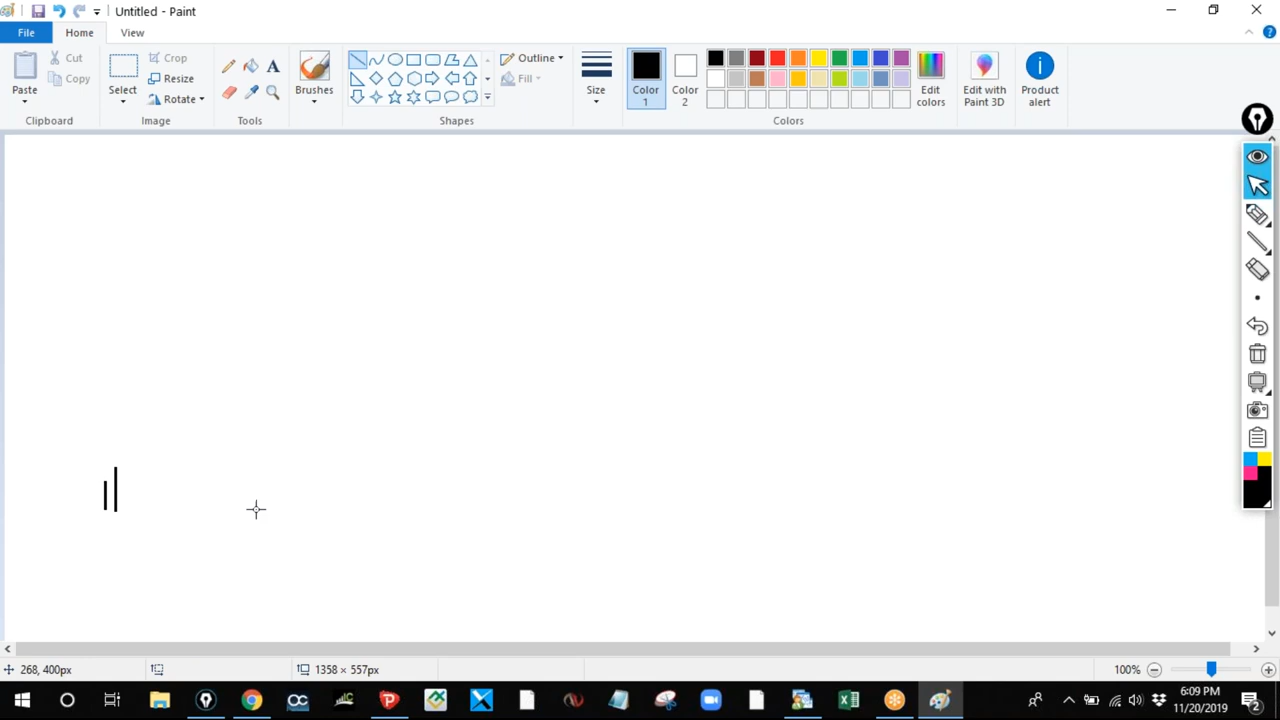 Untitled - Paint
File
Home
View
Paste
Cut
Copy
Clipboard
Select
Crop
Resize
Rotate
Image
A
Tools
Brushes
Outline
Fill
Shapes
Size
Color 1
Color 2
Edit colors
Colors
Edit with Paint 3D
Product alert
268, 400px
1358 × 557px
100%
6:09 PM
11/20/2019
2